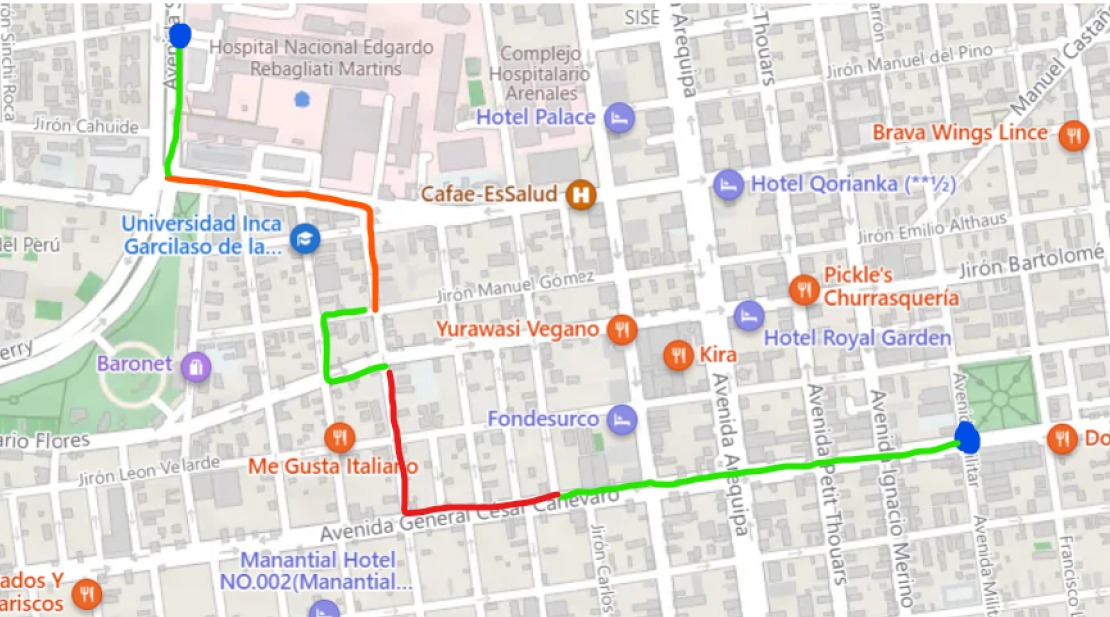 SISE
Avenida Sa
ón Sinchi Roca
Hospital Nacional Edgardo
Rebagliati Martins
Complejo
Hospitalario
Arenales
a Arequipa
Thouars
arrón
Jirón Manuel del Pino
Manuel Castañ
Jirón Cahuide
Hotel Palace
Brava Wings Lince
Cafae-EsSalud
H
Hotel Qorianka (**½)
Universidad Inca
Garcilaso de la...
del Perú
Jirón Emilio Althaus
Jirón Bartolomé
Jirón Manuel Gómez
Pickle's
Churrasquería
Yurawasi Vegano
Hotel Royal Garden
Kira
erry
Baronet
Fondesurco
ario Flores
Me Gusta Italiano
Jirón Leon Velarde
Avenida Arequipa
Avenida Petit Thouars
Avenida Ignacio Merino
Avenida Militar
Do
Avenida General César Canevaro
Manantial Hotel
NO.002(Manantial...
Jirón Carlos
Avenida Milit
Francisco L
ados Y
ariscos